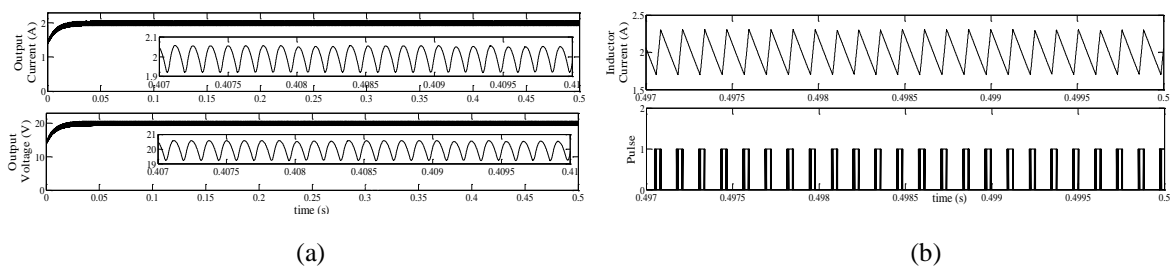 Output
Current (A)
2
1
0
2.1
2
1.9
0.407 0.4075 0.408 0.4085 0.409 0.4095 0.41
0 0.05 0.1 0.15 0.2 0.25 0.3 0.35 0.4 0.45 0.5
Output
Voltage (V)
20
10
0
21
20
19
0.407 0.4075 0.408 0.4085 0.409 0.4095 0.41
0 0.05 0.1 0.15 0.2 0.25 0.3 0.35 0.4 0.45 0.5
time (s)
(a)
Inductor
Current (A)
2.5
2
1.5
0.497 0.4975 0.498 0.4985 0.499 0.4995 0.5
Pulse
2
1
0
0.497 0.4975 0.498 0.4985 0.499 0.4995 0.5
time (s)
(b)